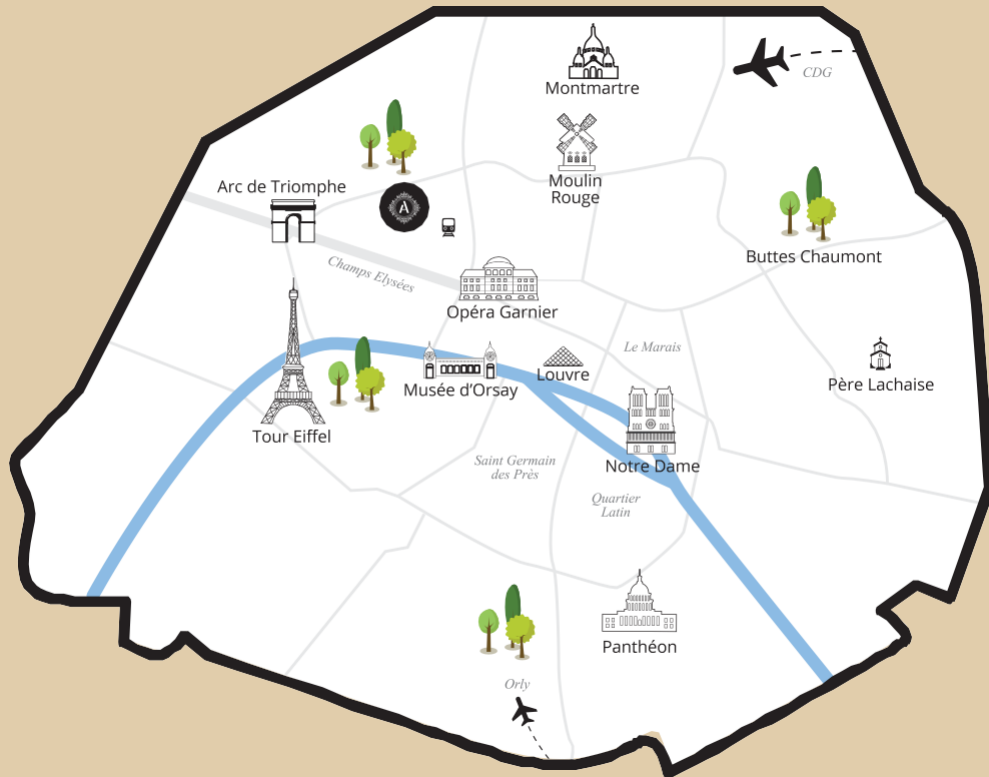 Montmartre
CDG
Moulin
Rouge
Arc de Triomphe
A
Buttes Chaumont
Champs Elysées
Opéra Garnier
Le Marais
Louvre
Musée d'Orsay
Père Lachaise
Tour Eiffel
Saint Germain
des Près
Notre Dame
Quartier
Latin
Panthéon
Orly